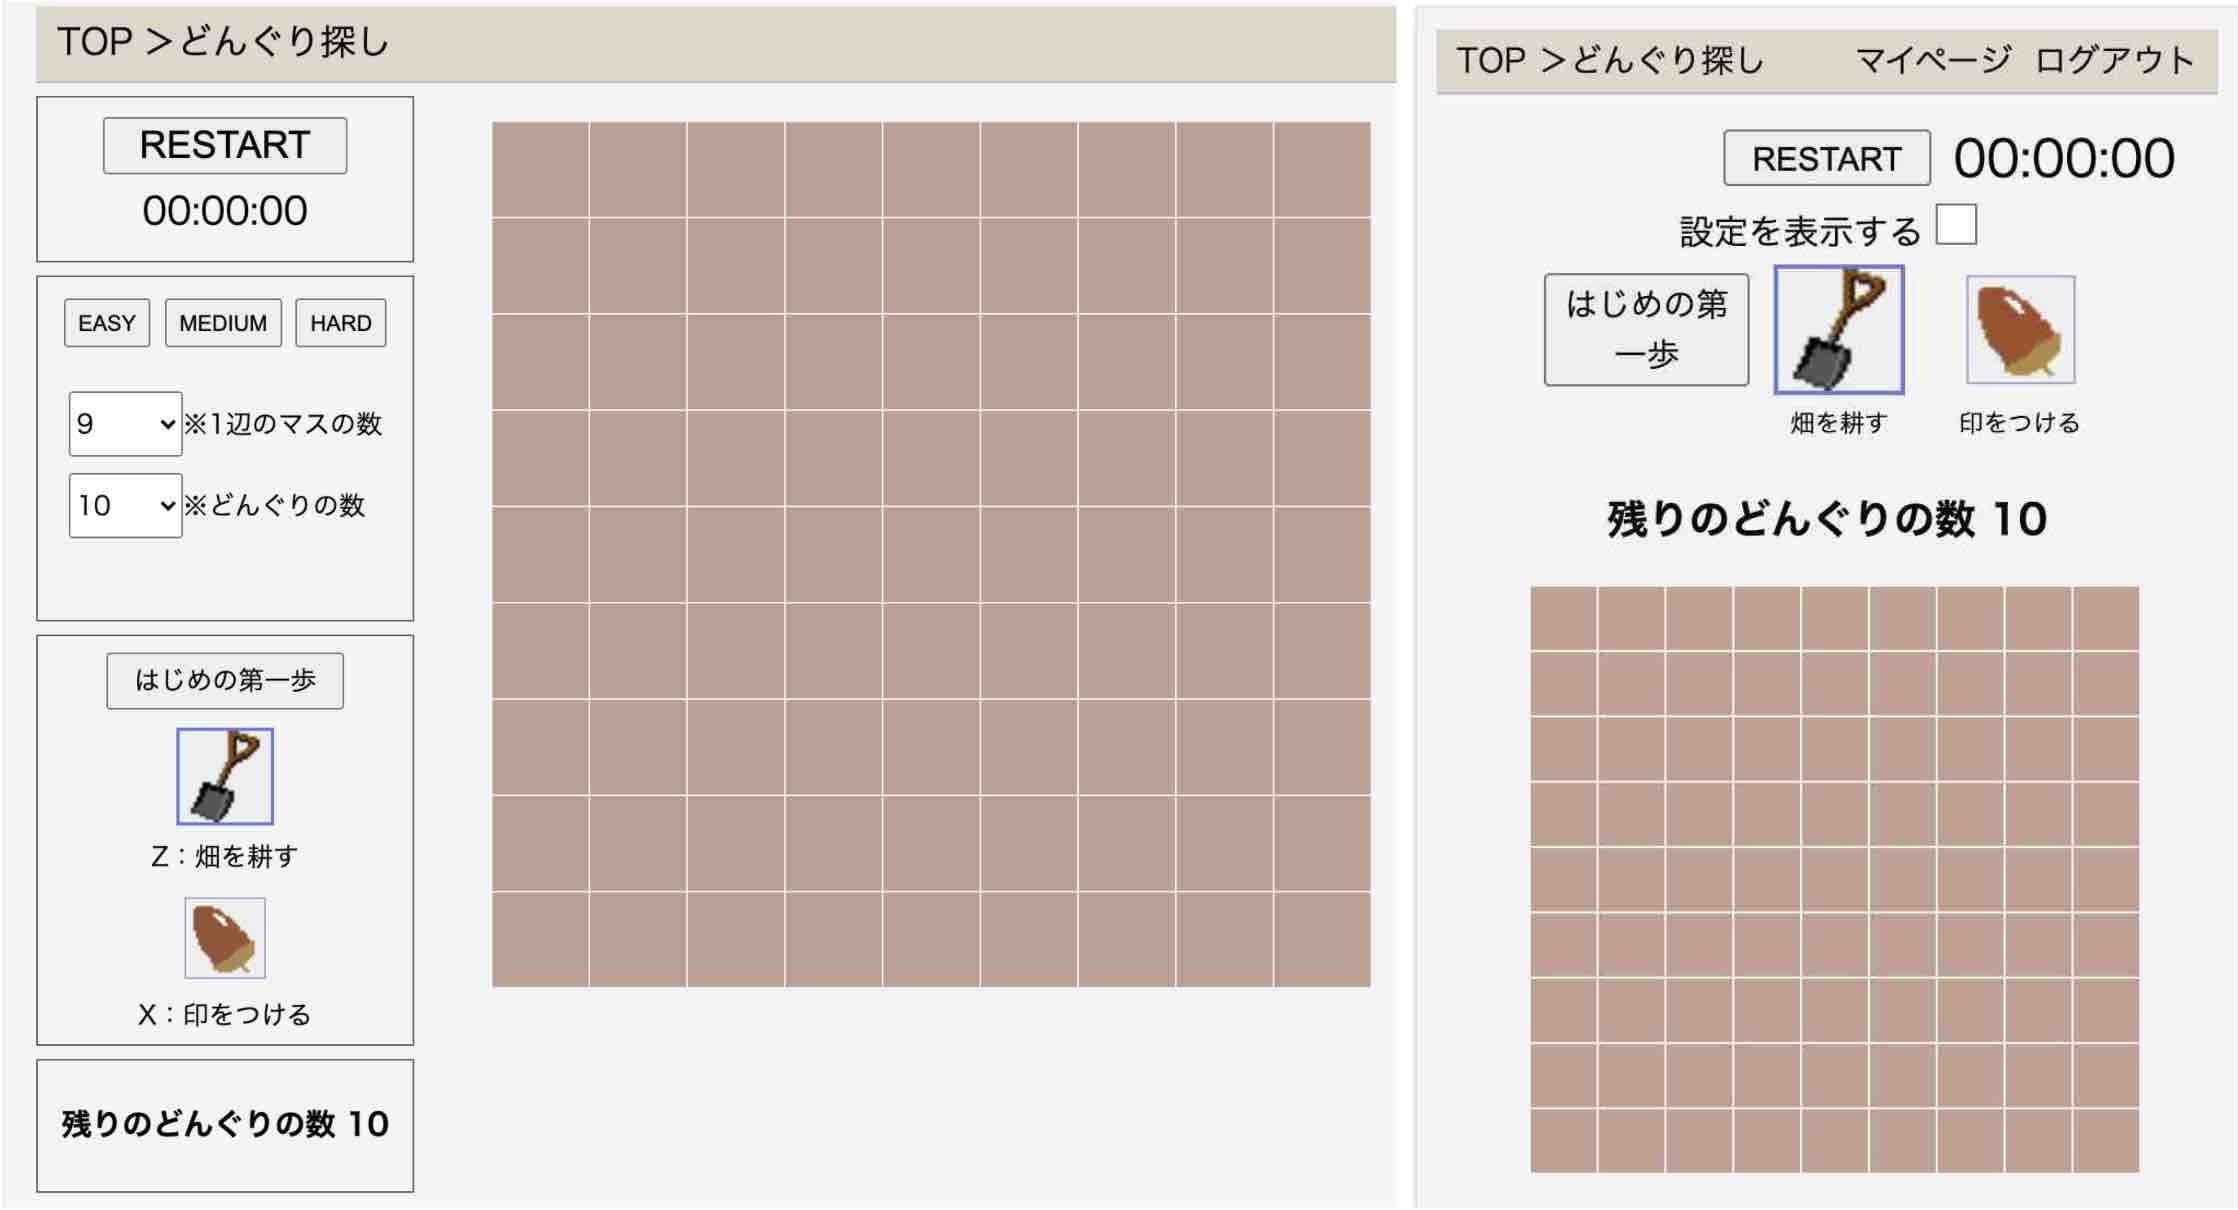 TOP ＞どんぐり探し
RESTART
00:00:00
EASY MEDIUM HARD
9 ※1辺のマスの数
10 ※どんぐりの数
はじめの第一歩
Z：畑を耕す
X：印をつける
残りのどんぐりの数 10
TOP ＞どんぐり探し マイページ ログアウト
RESTART 00:00:00
設定を表示する
はじめの第
一歩
畑を耕す 印をつける
残りのどんぐりの数 10